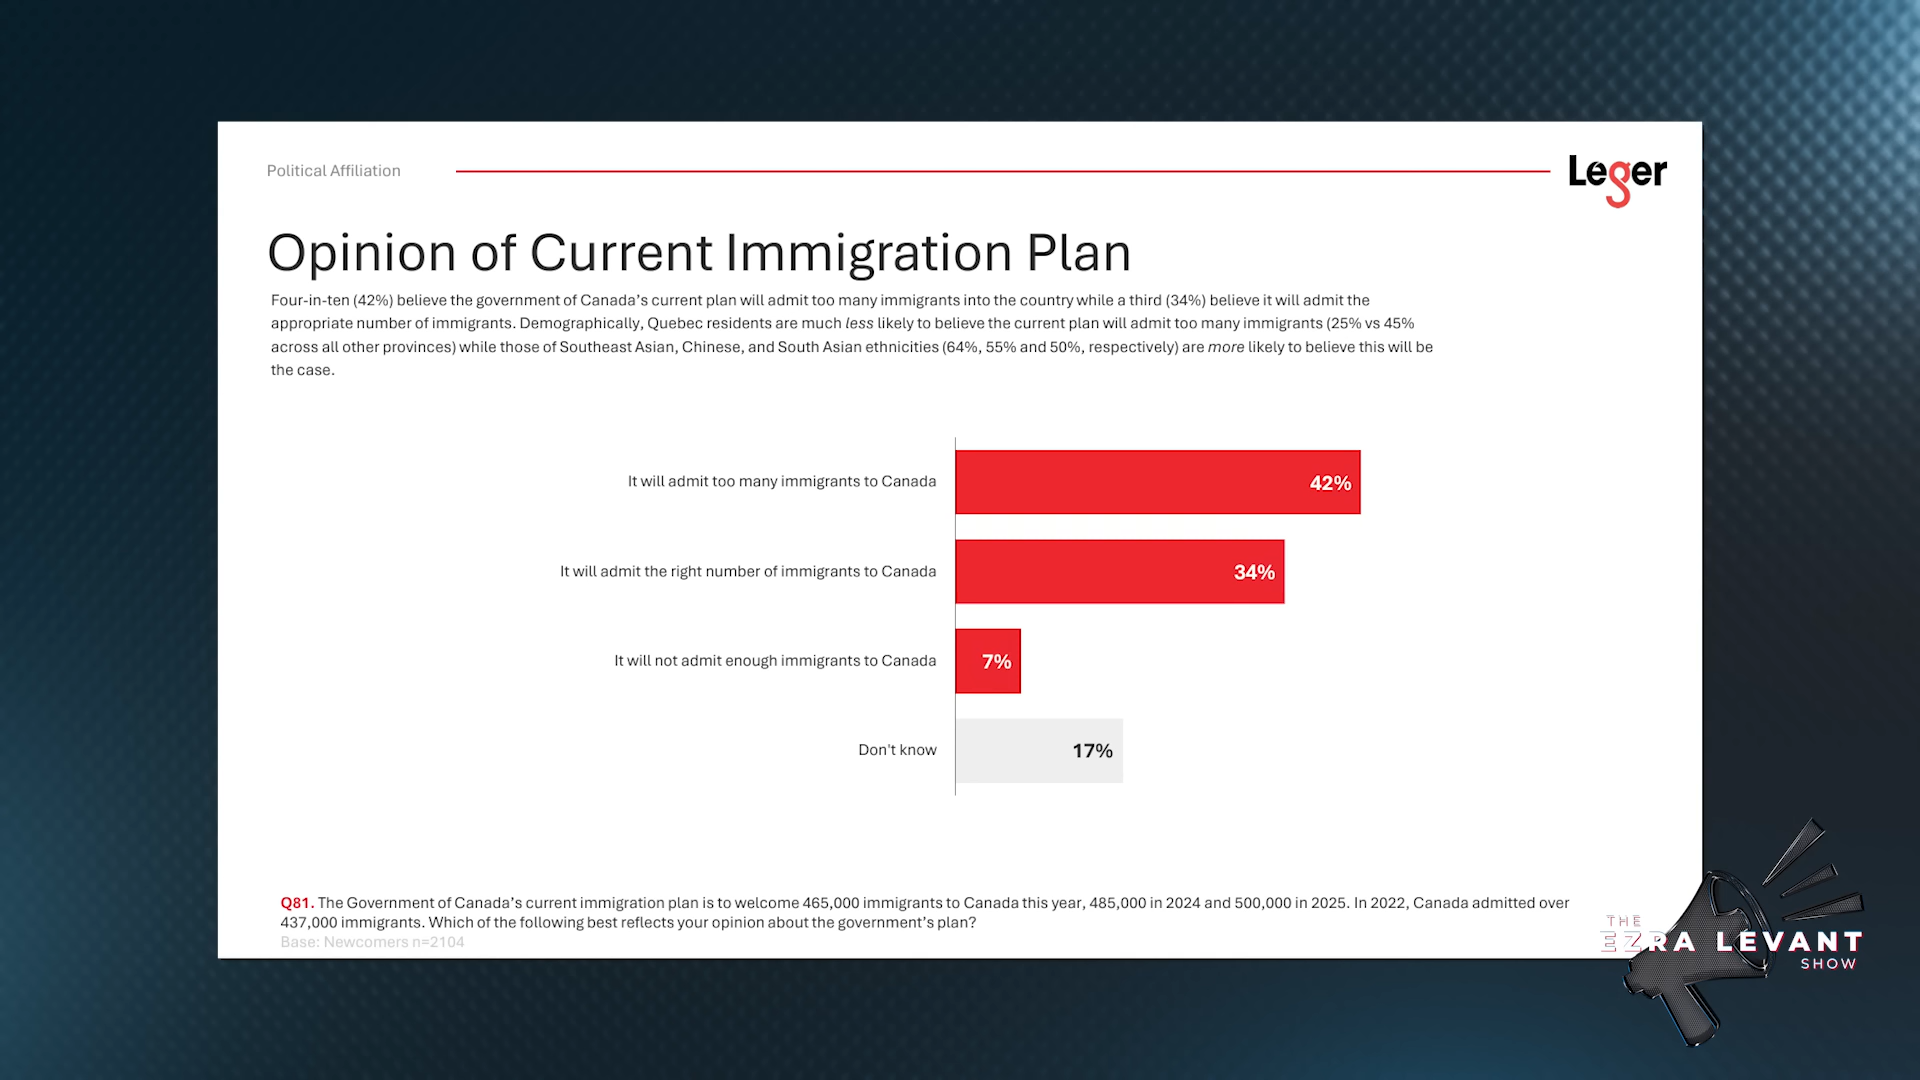 Political Affiliation
Leger
Opinion of Current Immigration Plan
Four-in-ten (42%) believe the government of Canada's current plan will admit too many immigrants into the country while a third (34%) believe it will admit the
appropriate number of immigrants. Demographically, Quebec residents are much less likely to believe the current plan will admit too many immigrants (25% vs 45%
across all other provinces) while those of Southeast Asian, Chinese, and South Asian ethnicities (64%, 55% and 50%, respectively) are more likely to believe this will be
the case.
It will admit too many immigrants to Canada 42%
It will admit the right number of immigrants to Canada 34%
It will not admit enough immigrants to Canada 7%
Don't know 17%
Q81. The Government of Canada's current immigration plan is to welcome 465,000 immigrants to Canada this year, 485,000 in 2024 and 500,000 in 2025. In 2022, Canada admitted over
437,000 immigrants. Which of the following best reflects your opinion about the government's plan?
Base: Newcomers n=2104
THE
EZRA LEVANT
SHOW